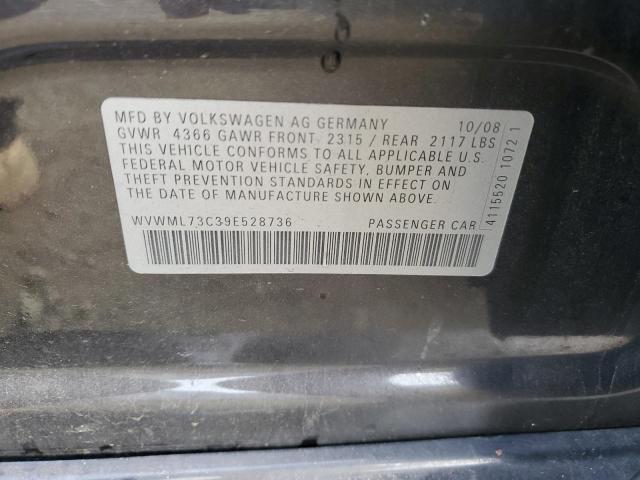 MFD BY VOLKSWAGEN AG GERMANY 10/08
GVWR 4366 GAWR FRONT 2315 / REAR 2117 LBS
THIS VEHICLE CONFORMS TO ALL APPLICABLE U.S.
FEDERAL MOTOR VEHICLE SAFETY, BUMPER AND
THEFT PREVENTION STANDARDS IN EFFECT ON
THE DATE OF MANUFACTURE SHOWN ABOVE.
WVWML73C39E528736 PASSENGER CAR
4115520 1072 1